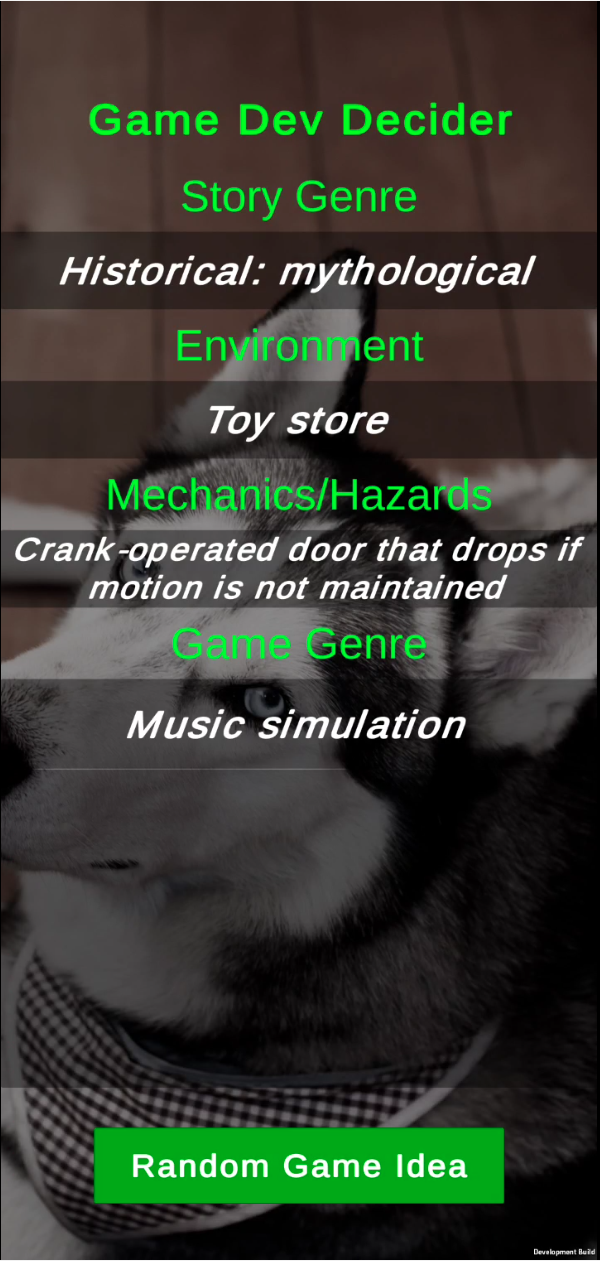 Game Dev Decider
Story Genre
Historical: mythological
Environment
Toy store
Mechanics/Hazards
Crank-operated door that drops if
motion is not maintained
Game Genre
Music simulation
Random Game Idea
Development Build